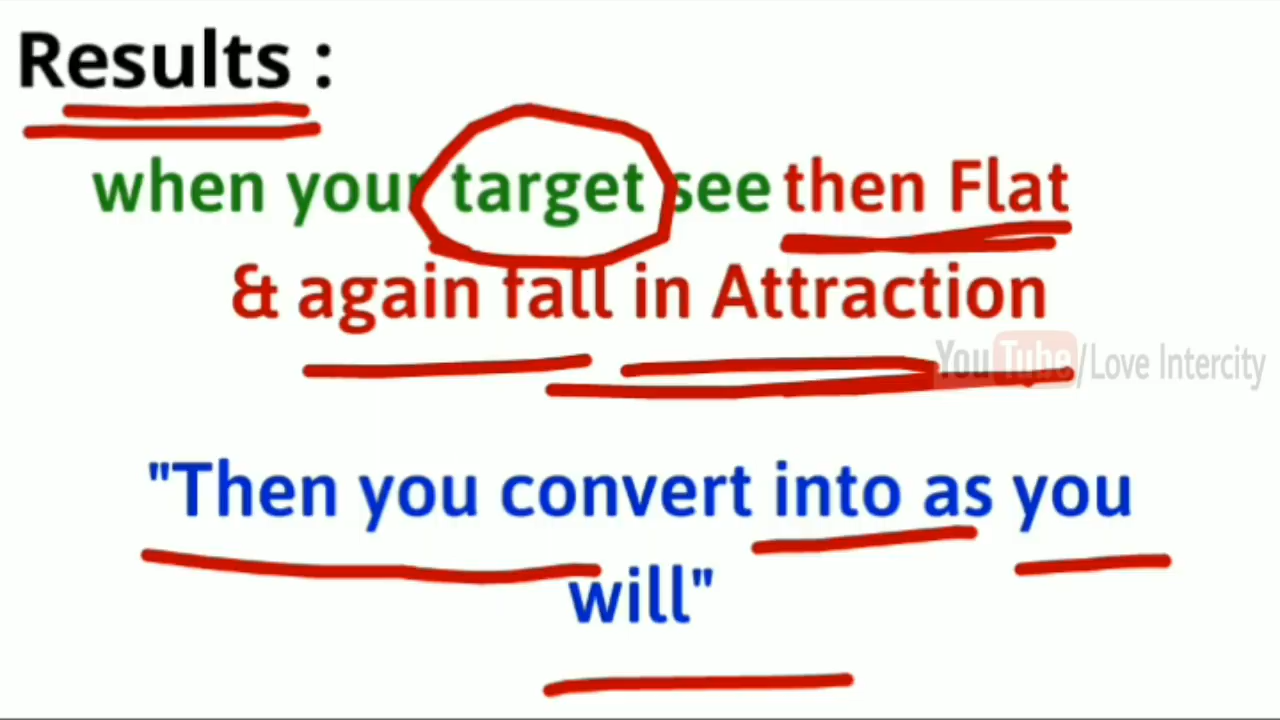 Results :
when your target see then Flat
& again fall in Attraction
YouTube/Love Intercity
"Then you convert into as you
will"